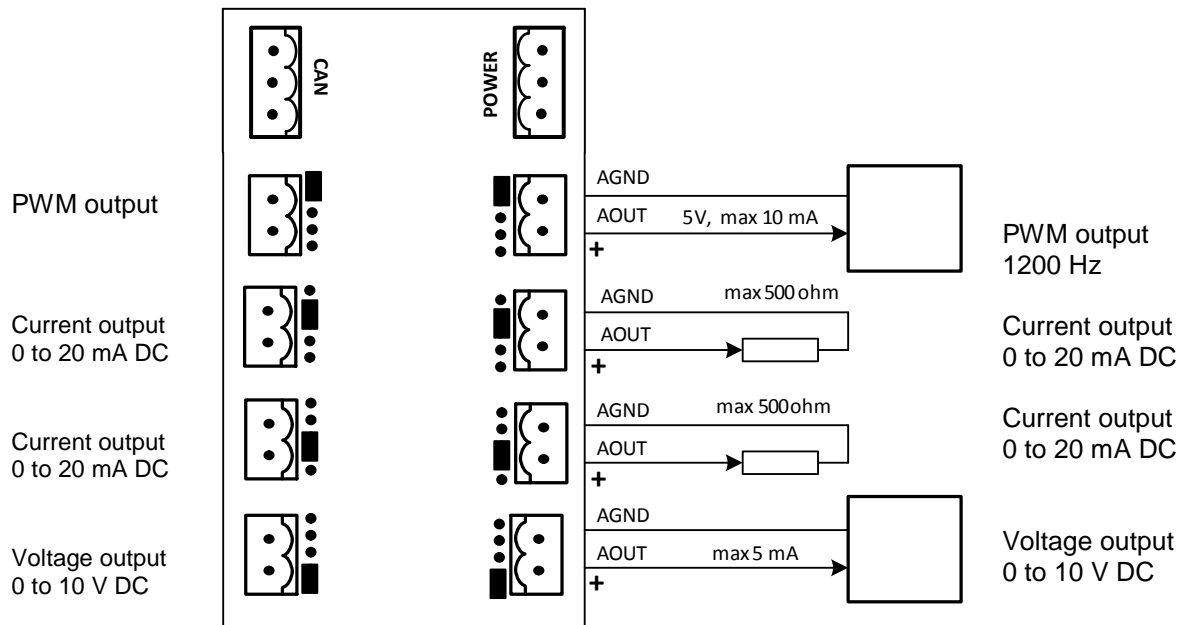 CAN
POWER
PWM output
AGND
AOUT
5V, max 10 mA
+
PWM output
1200 Hz
Current output
0 to 20 mA DC
AGND
max 500 ohm
AOUT
+
Current output
0 to 20 mA DC
Current output
0 to 20 mA DC
AGND
max 500 ohm
AOUT
+
Current output
0 to 20 mA DC
Voltage output
0 to 10 V DC
AGND
AOUT
max 5 mA
+
Voltage output
0 to 10 V DC